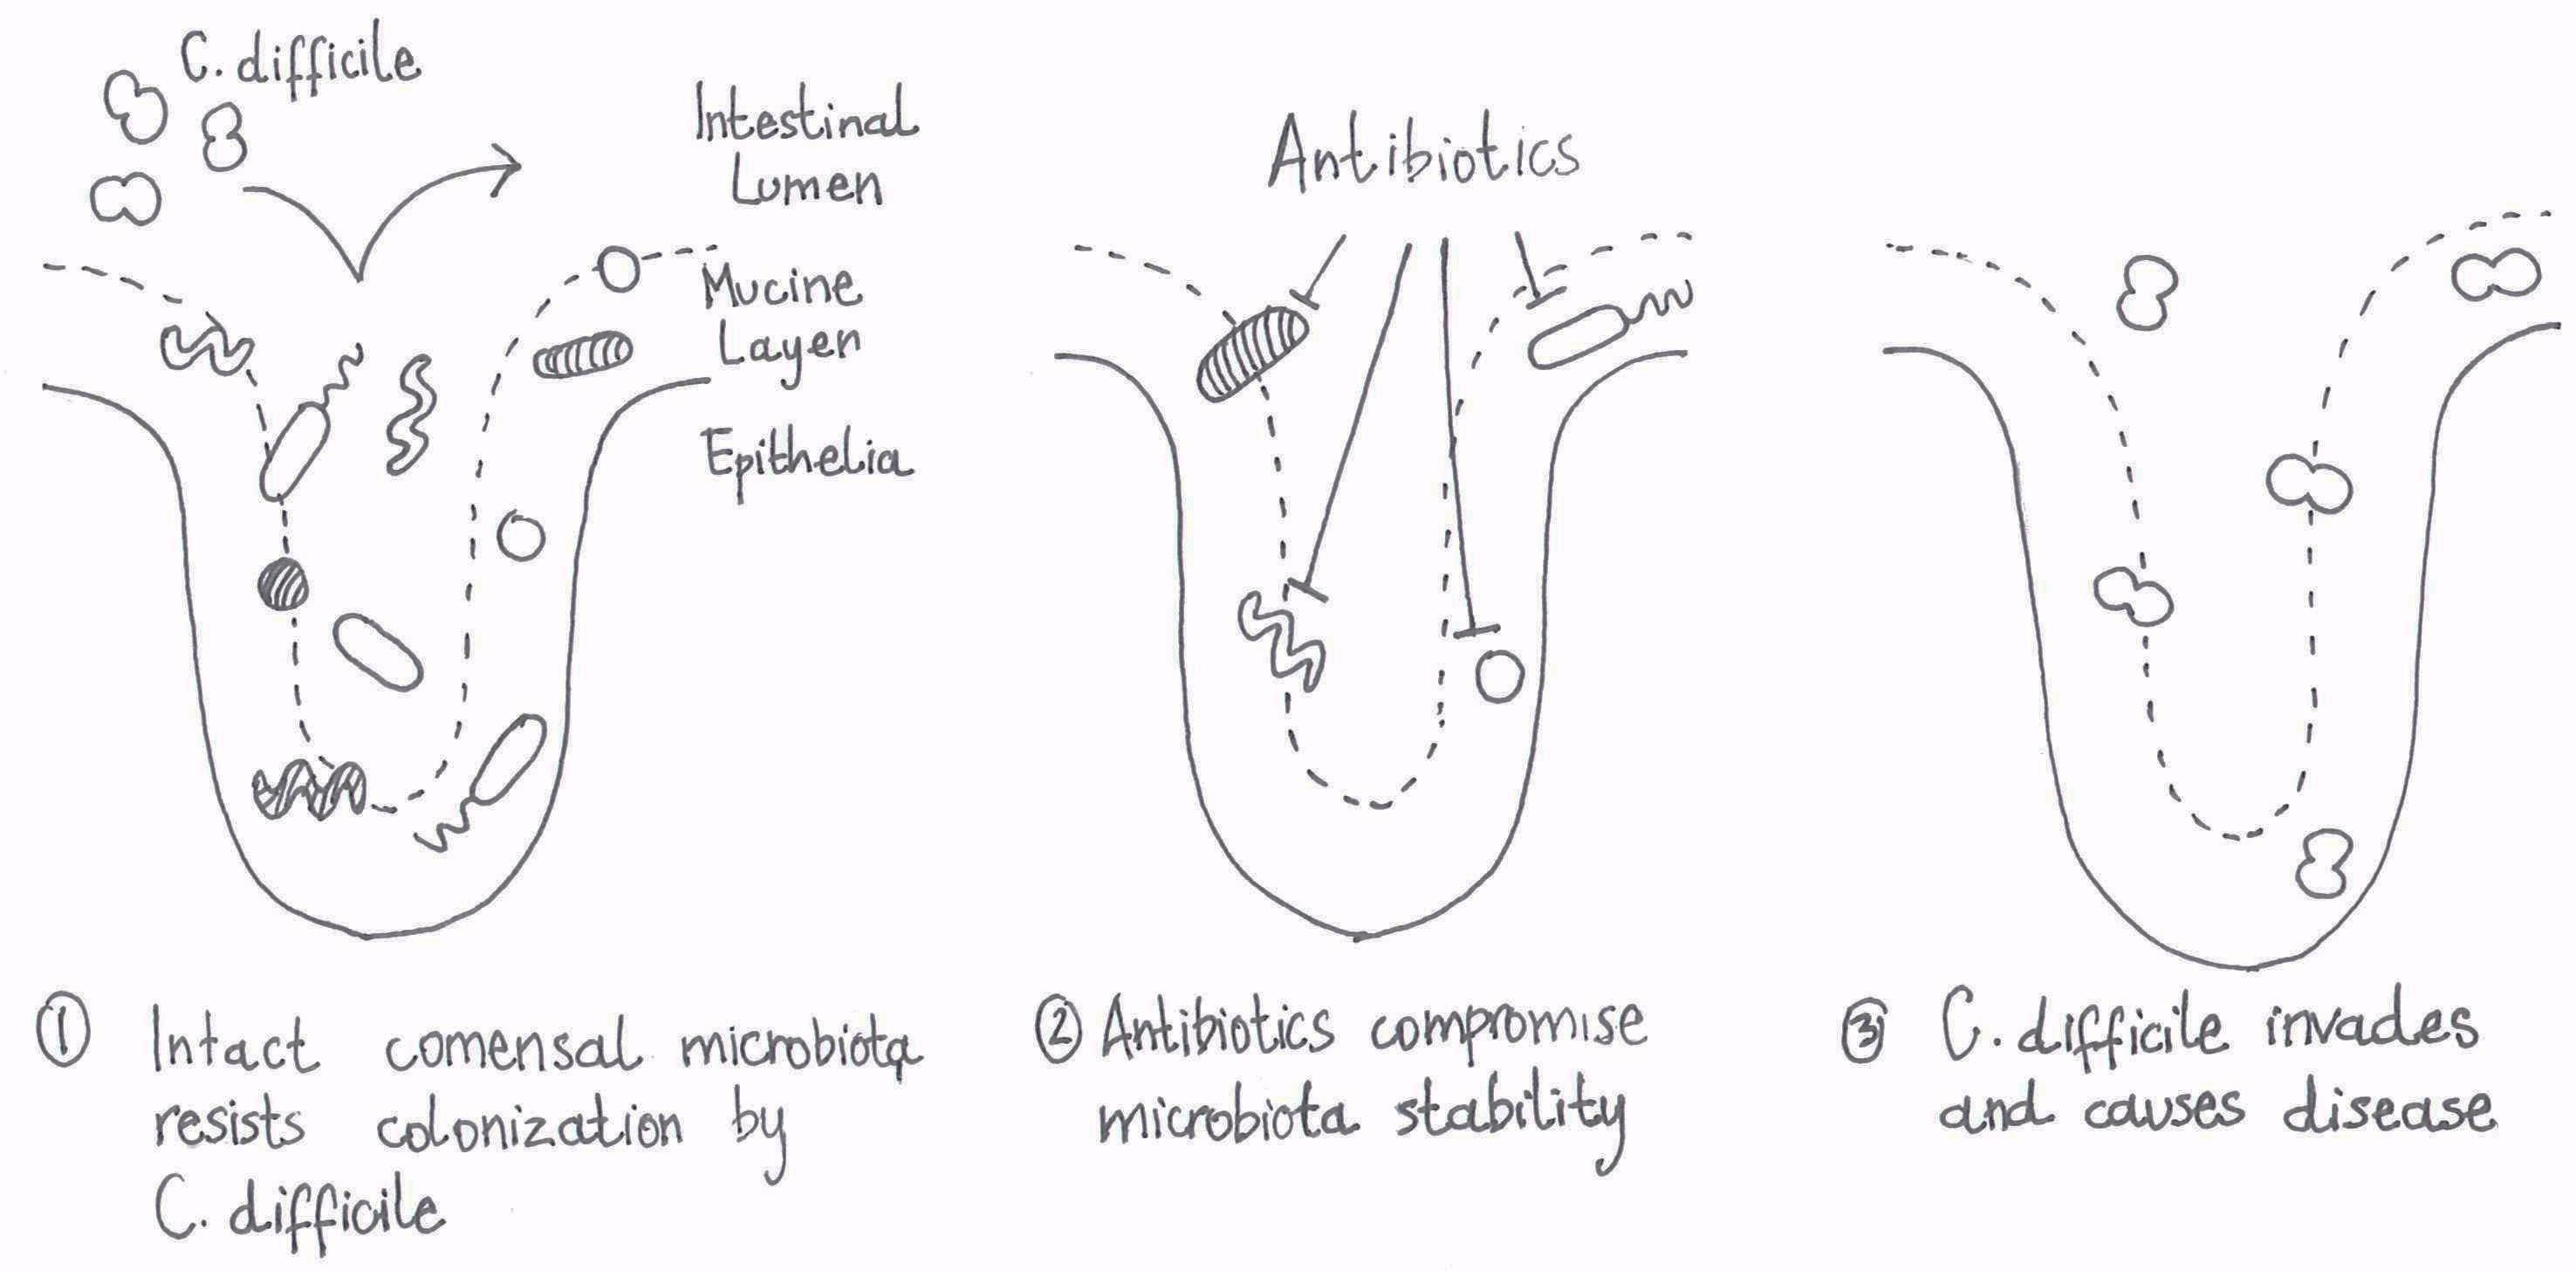 C. difficile
Intestinal
Lumen
Mucine
Layer
Epithelia
Antibiotics
① Intact comensal microbiota
resists colonization by
C. difficile
② Antibiotics compromise
microbiota stability
③ C. difficile invades
and causes disease